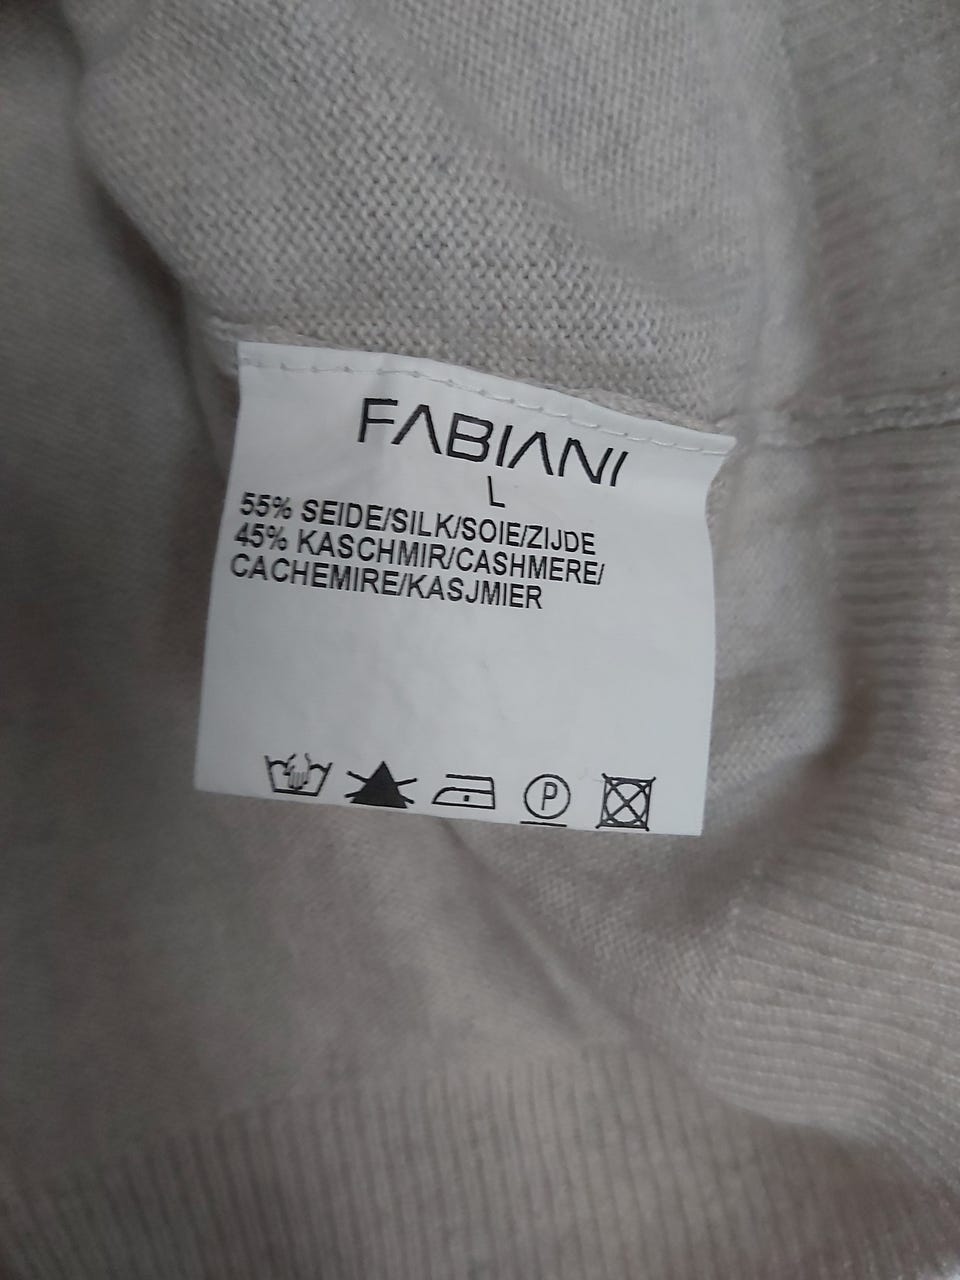 FABIANI
L
55% SEIDE/SILK/SOIE/ZIJDE
45% KASCHMIR/CASHMERE/
CACHEMIRE/KASJMIER
P